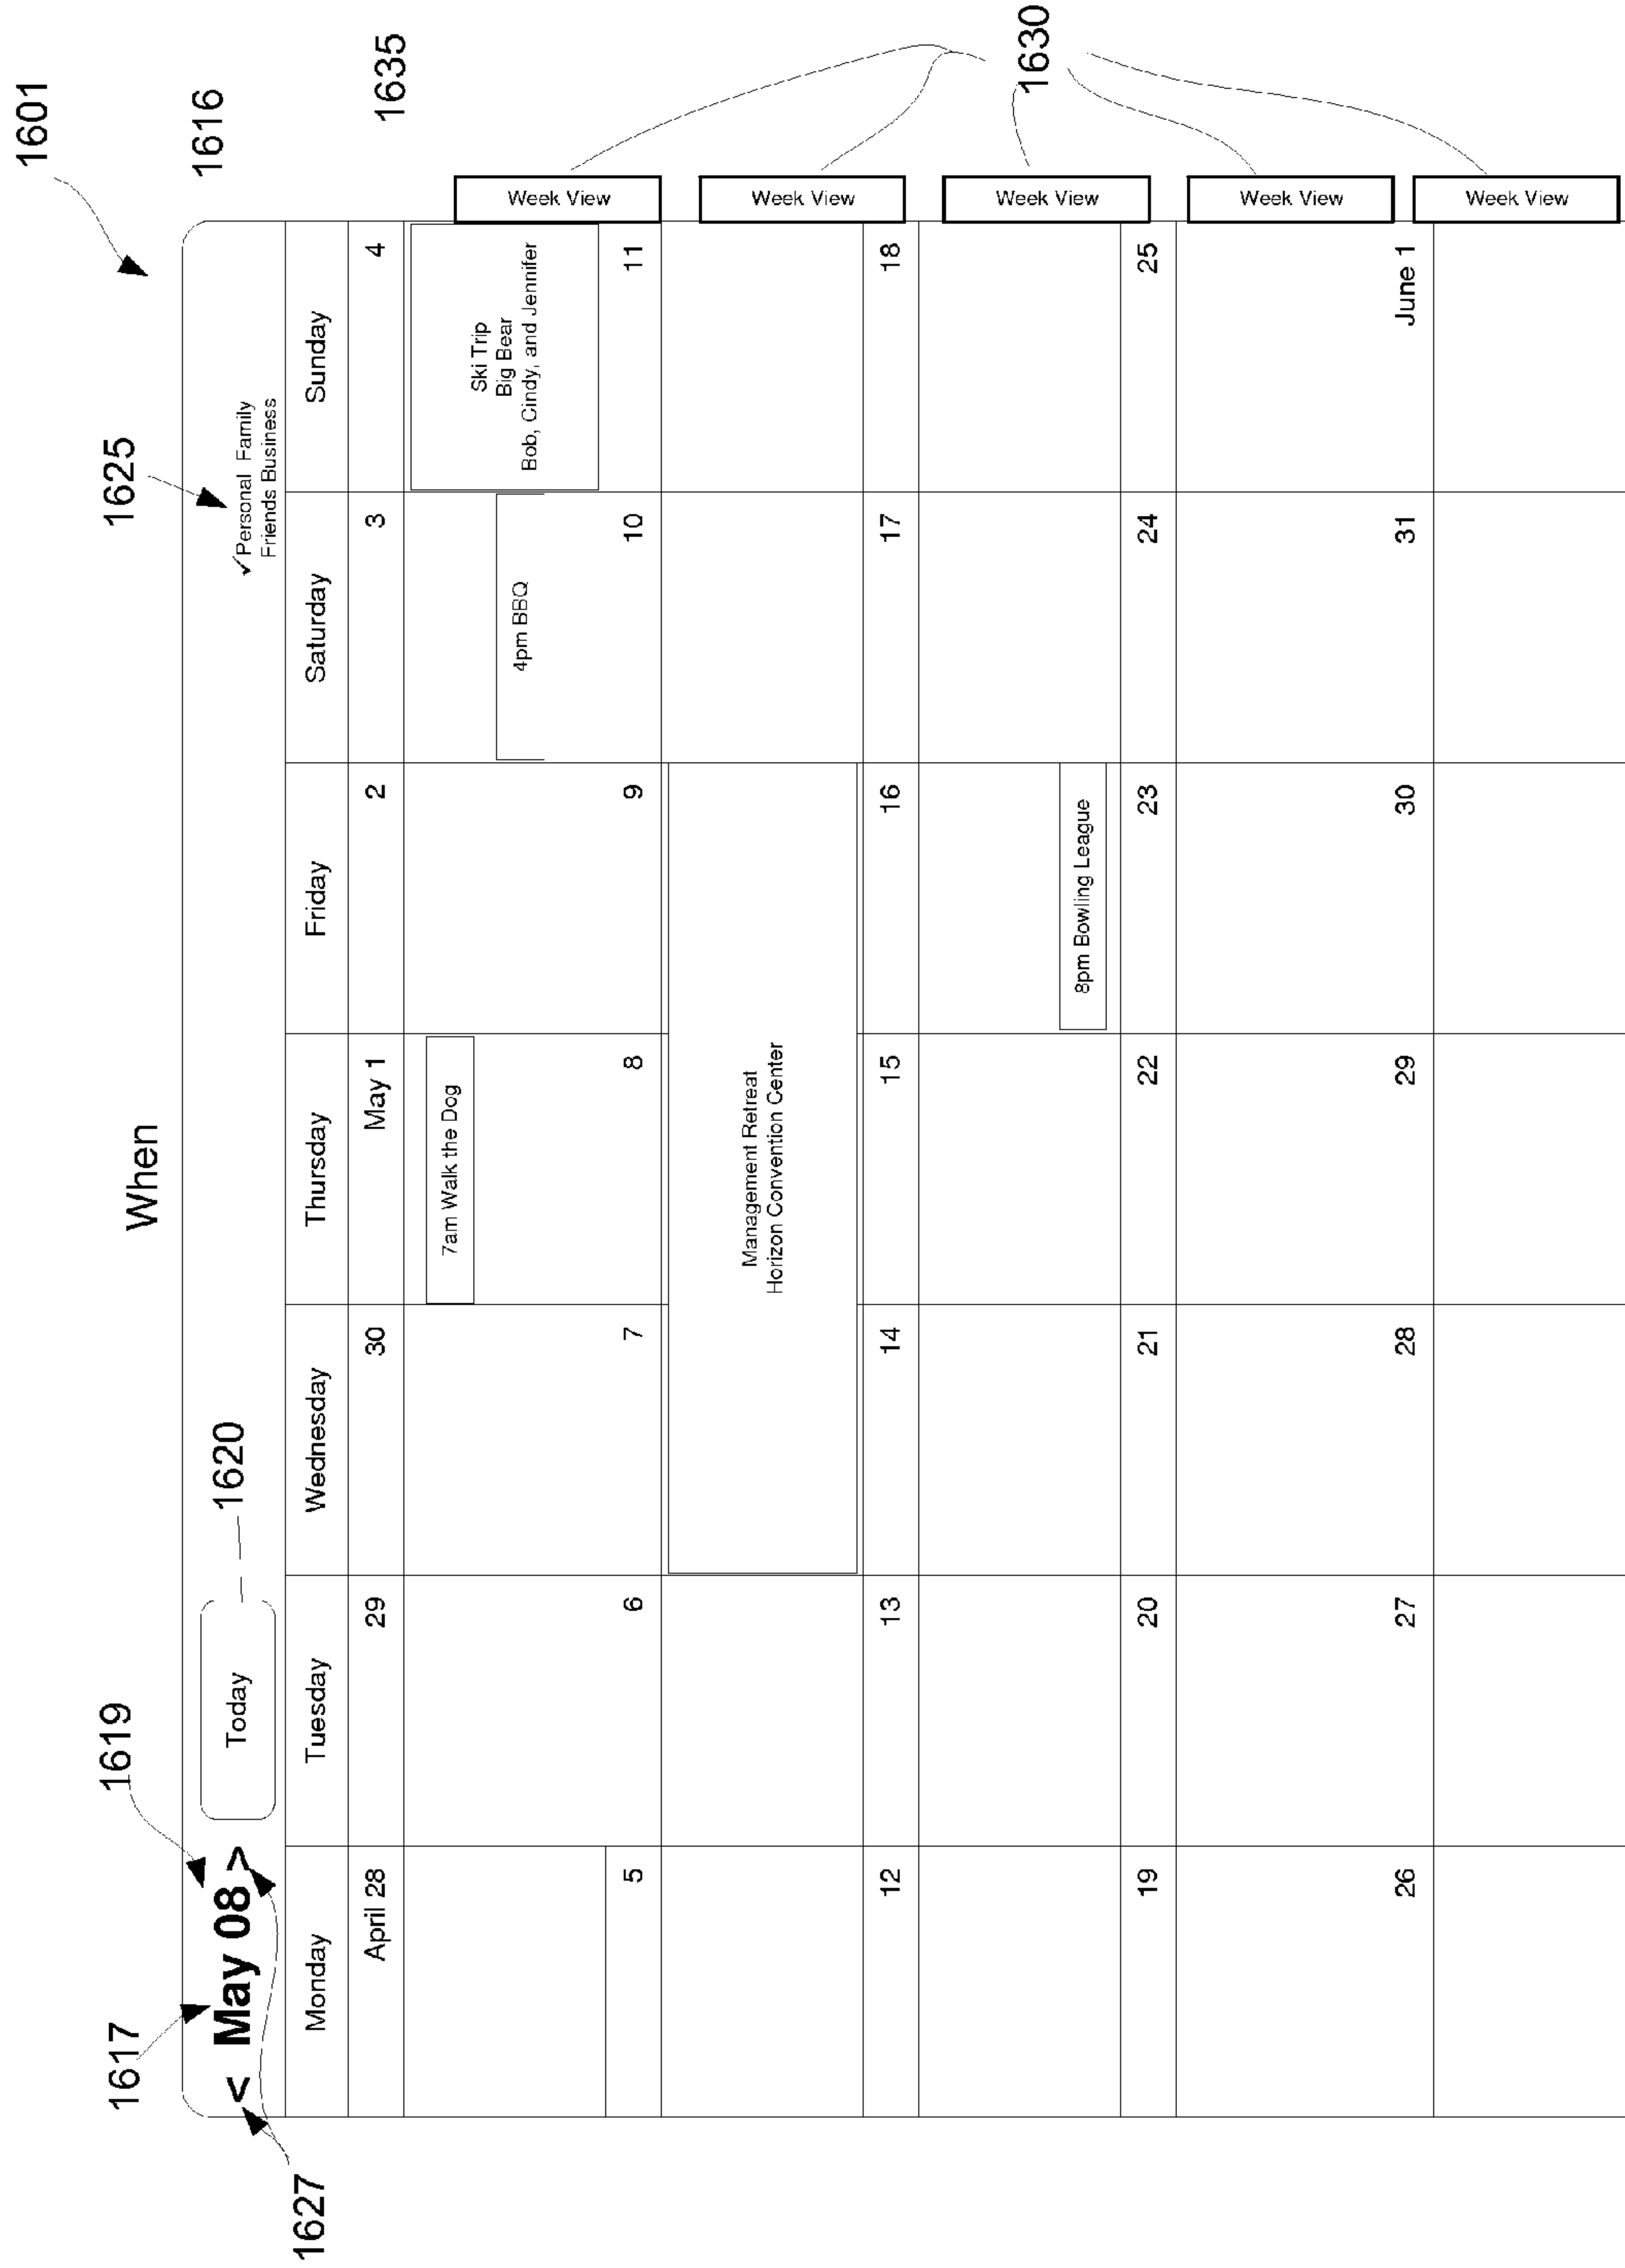 1601
When
1616
1617
1619
1620
1625
< May 08 >
Today
✓Personal Family
Friends Business
1627
1635
Monday
Tuesday
Wednesday
Thursday
Friday
Saturday
Sunday
April 28
29
30
May 1
2
3
4
7am Walk the Dog
4pm BBQ
Ski Trip
Big Bear
Bob, Cindy, and Jennifer
Week View
5
6
7
8
9
10
11
Management Retreat
Horizon Convention Center
Week View
12
13
14
15
16
17
18
8pm Bowling League
Week View
1630
19
20
21
22
23
24
25
Week View
26
27
28
29
30
31
June 1
Week View